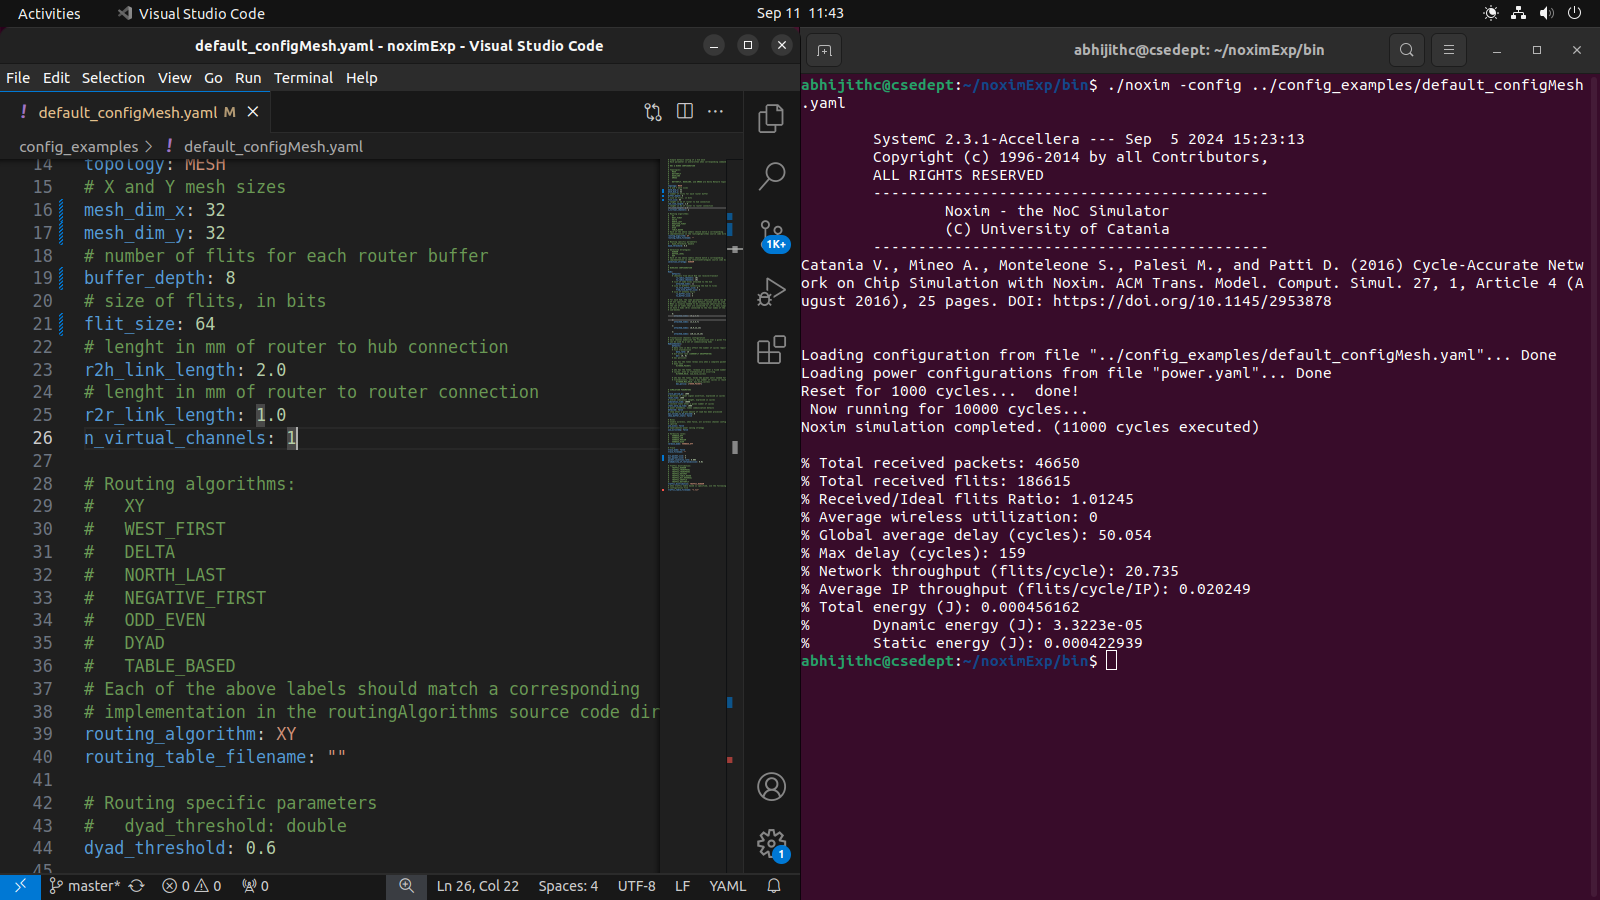 Activities
Visual Studio Code
Sep 11 11:43
default_configMesh.yaml - noximExp - Visual Studio Code
File Edit Selection View Go Run Terminal Help
! default_configMesh.yaml M
config_examples > ! default_configMesh.yaml
14 topology: MESH
15 # X and Y mesh sizes
16 mesh_dim_x: 32
17 mesh_dim_y: 32
18 # number of flits for each router buffer
19 buffer_depth: 8
20 # size of flits, in bits
21 flit_size: 64
22 # lenght in mm of router to hub connection
23 r2h_link_length: 2.0
24 # lenght in mm of router to router connection
25 r2r_link_length: 1.0
26 n_virtual_channels: 1
27
28 # Routing algorithms:
29 #   XY
30 #   WEST_FIRST
31 #   DELTA
32 #   NORTH_LAST
33 #   NEGATIVE_FIRST
34 #   ODD_EVEN
35 #   DYAD
36 #   TABLE_BASED
37 # Each of the above labels should match a corresponding
38 # implementation in the routingAlgorithms source code dir
39 routing_algorithm: XY
40 routing_table_filename: ""
41
42 # Routing specific parameters
43 #   dyad_threshold: double
44 dyad_threshold: 0.6
45
1K+
1
master* 0 0 0 Ln 26, Col 22 Spaces: 4 UTF-8 LF YAML
abhijithc@csedept: ~/noximExp/bin
abhijithc@csedept:~/noximExp/bin$ ./noxim -config ../config_examples/default_configMesh
.yaml
SystemC 2.3.1-Accellera --- Sep  5 2024 15:23:13
Copyright (c) 1996-2014 by all Contributors,
ALL RIGHTS RESERVED
--------------------------------------------
Noxim - the NoC Simulator
(C) University of Catania
--------------------------------------------
Catania V., Mineo A., Monteleone S., Palesi M., and Patti D. (2016) Cycle-Accurate Netw
ork on Chip Simulation with Noxim. ACM Trans. Model. Comput. Simul. 27, 1, Article 4 (A
ugust 2016), 25 pages. DOI: https://doi.org/10.1145/2953878
Loading configuration from file "../config_examples/default_configMesh.yaml"... Done
Loading power configurations from file "power.yaml"... Done
Reset for 1000 cycles...  done!
Now running for 10000 cycles...
Noxim simulation completed. (11000 cycles executed)
% Total received packets: 46650
% Total received flits: 186615
% Received/Ideal flits Ratio: 1.01245
% Average wireless utilization: 0
% Global average delay (cycles): 50.054
% Max delay (cycles): 159
% Network throughput (flits/cycle): 20.735
% Average IP throughput (flits/cycle/IP): 0.020249
% Total energy (J): 0.000456162
%       Dynamic energy (J): 3.3223e-05
%       Static energy (J): 0.000422939
abhijithc@csedept:~/noximExp/bin$